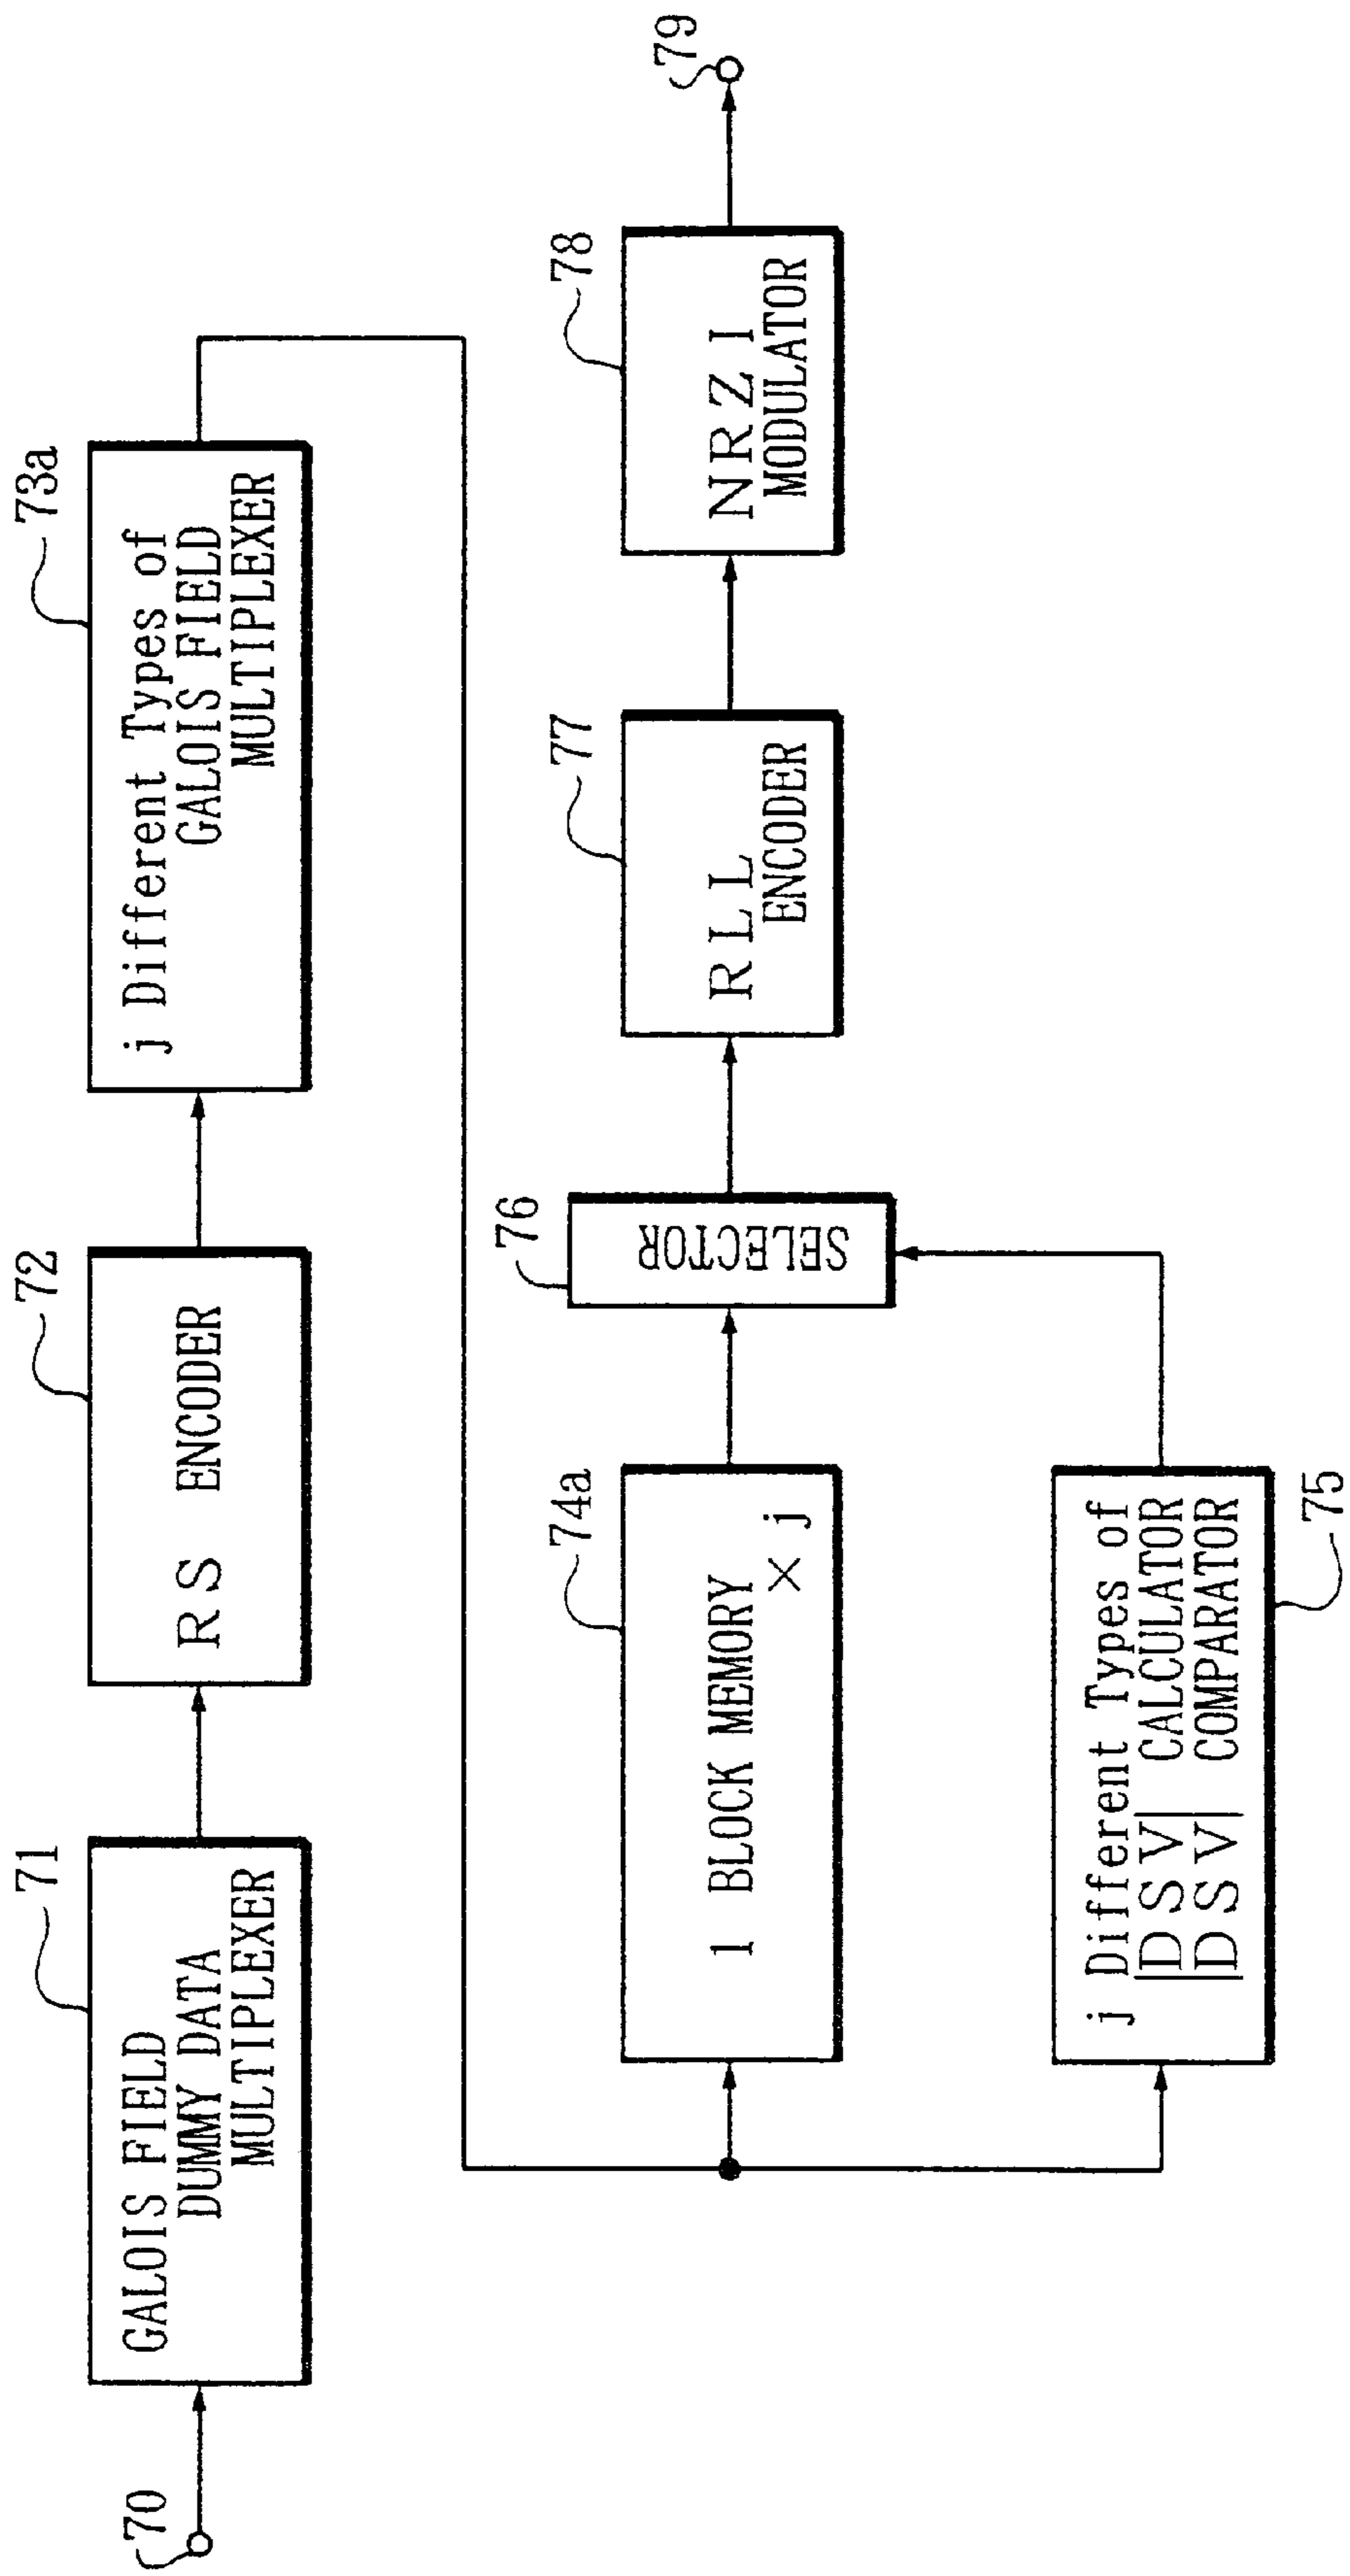 70
71
GALOIS FIELD
DUMMY DATA
MULTIPLEXER
72
RS ENCODER
73a
j Different Types of
GALOIS FIELD
MULTIPLEXER
74a
1 BLOCK MEMORY
× j
76
SELECTOR
77
RLL
ENCODER
78
NRZI
MODULATOR
79
j Different Types of
|DSV| CALCULATOR
|DSV| COMPARATOR
75